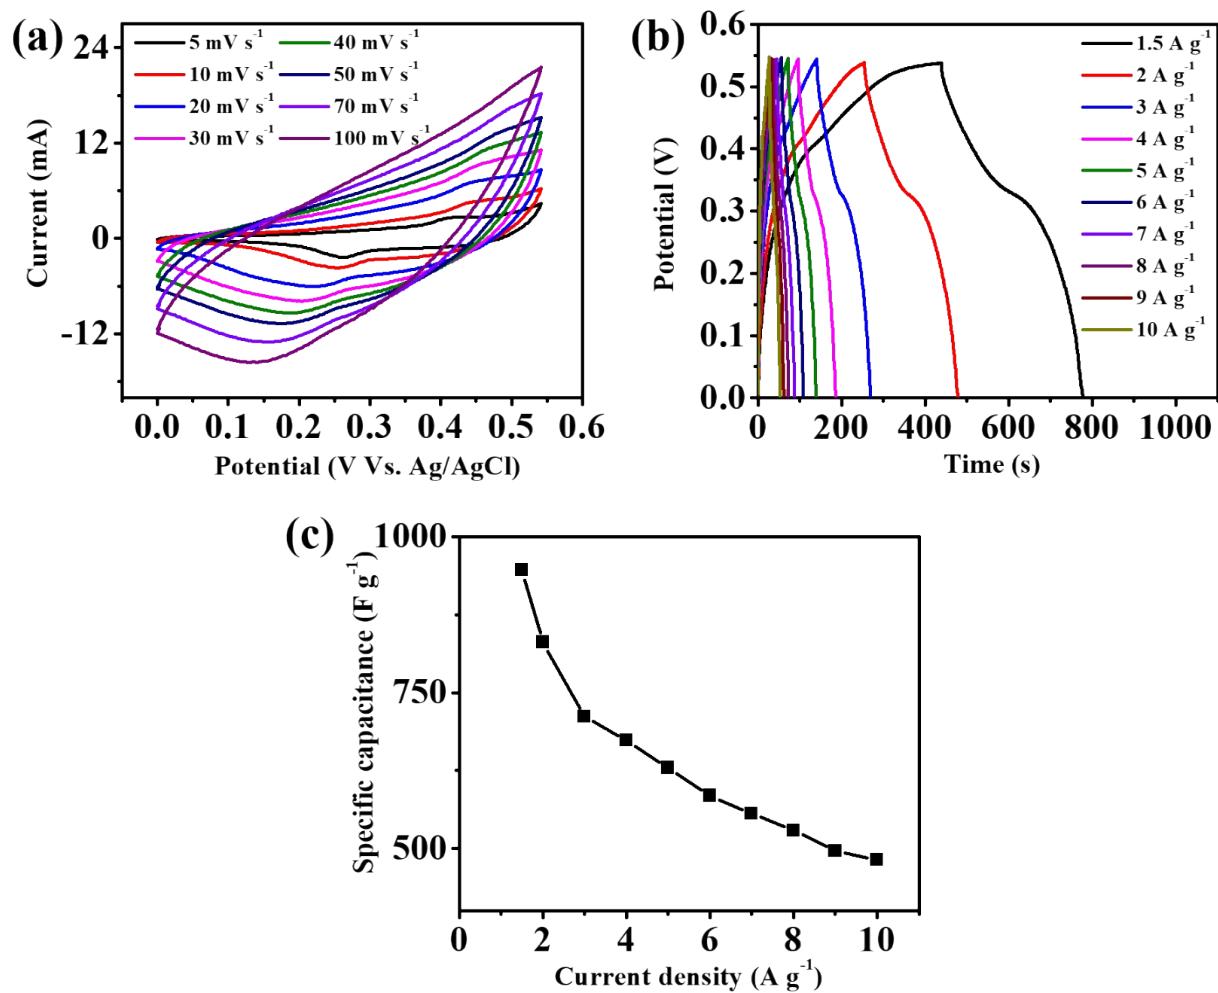 (a)
24
12
0
-12
Current (mA)
5 mV s⁻¹
10 mV s⁻¹
20 mV s⁻¹
30 mV s⁻¹
40 mV s⁻¹
50 mV s⁻¹
70 mV s⁻¹
100 mV s⁻¹
0.0 0.1 0.2 0.3 0.4 0.5 0.6
Potential (V Vs. Ag/AgCl)
(b)
0.6
0.5
0.4
0.3
0.2
0.1
0.0
Potential (V)
1.5 A g⁻¹
2 A g⁻¹
3 A g⁻¹
4 A g⁻¹
5 A g⁻¹
6 A g⁻¹
7 A g⁻¹
8 A g⁻¹
9 A g⁻¹
10 A g⁻¹
0 200 400 600 800 1000
Time (s)
(c)
1000
750
500
Specific capacitance (F g⁻¹)
0 2 4 6 8 10
Current density (A g⁻¹)